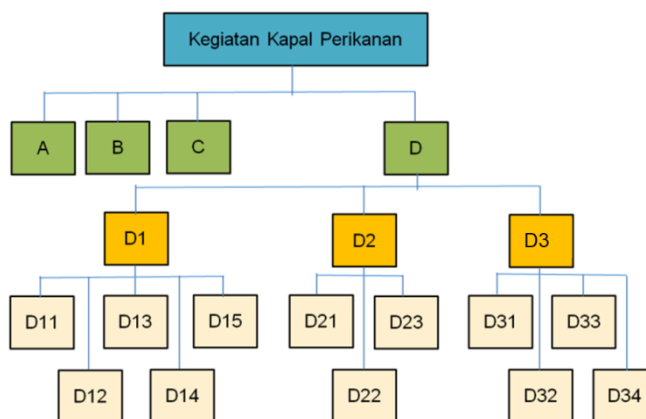 Kegiatan Kapal Perikanan
A B C D
D1 D2 D3
D11 D13 D15 D21 D23 D31 D33
D12 D14 D22 D32 D34